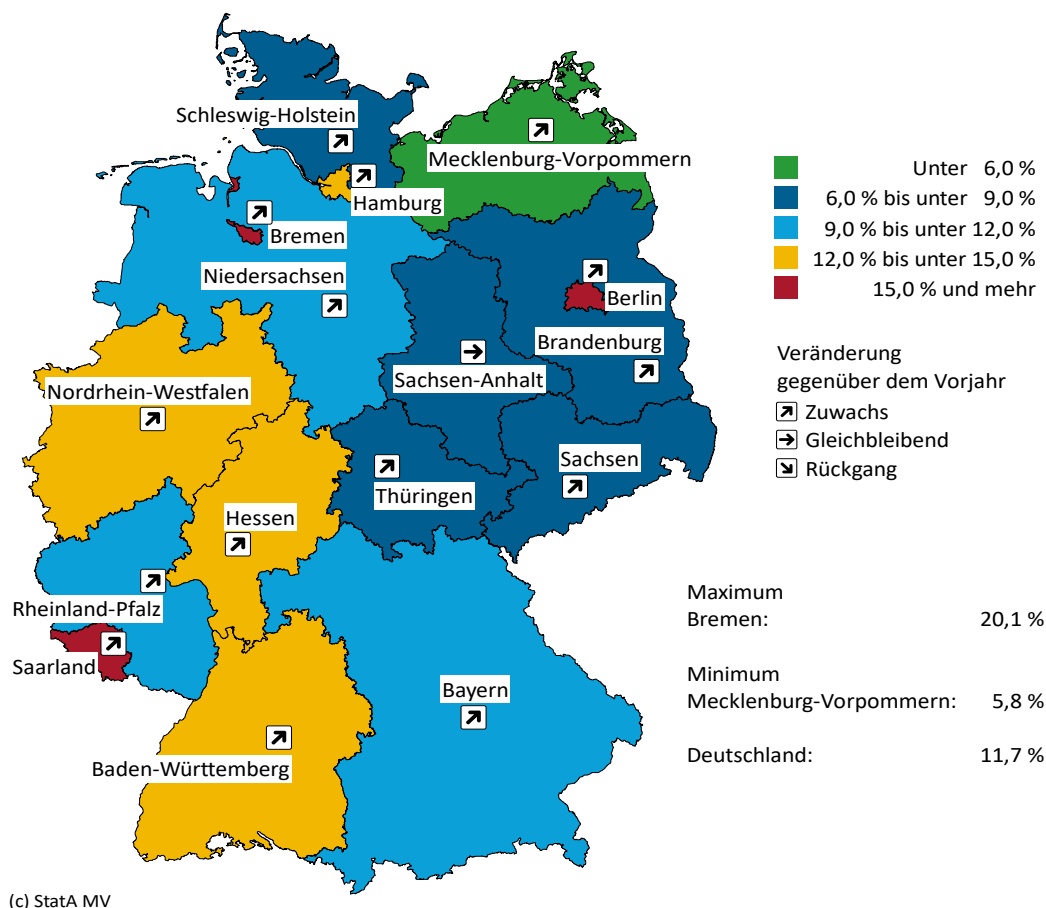 Schleswig-Holstein
Mecklenburg-Vorpommern
Hamburg
Bremen
Niedersachsen
Berlin
Brandenburg
Sachsen-Anhalt
Nordrhein-Westfalen
Sachsen
Thüringen
Hessen
Rheinland-Pfalz
Saarland
Bayern
Baden-Württemberg
Unter 6,0 %
6,0 % bis unter 9,0 %
9,0 % bis unter 12,0 %
12,0 % bis unter 15,0 %
15,0 % und mehr
Veränderung
gegenüber dem Vorjahr
Zuwachs
Gleichbleibend
Rückgang
Maximum
Bremen: 20,1 %
Minimum
Mecklenburg-Vorpommern: 5,8 %
Deutschland: 11,7 %
(c) StatA MV